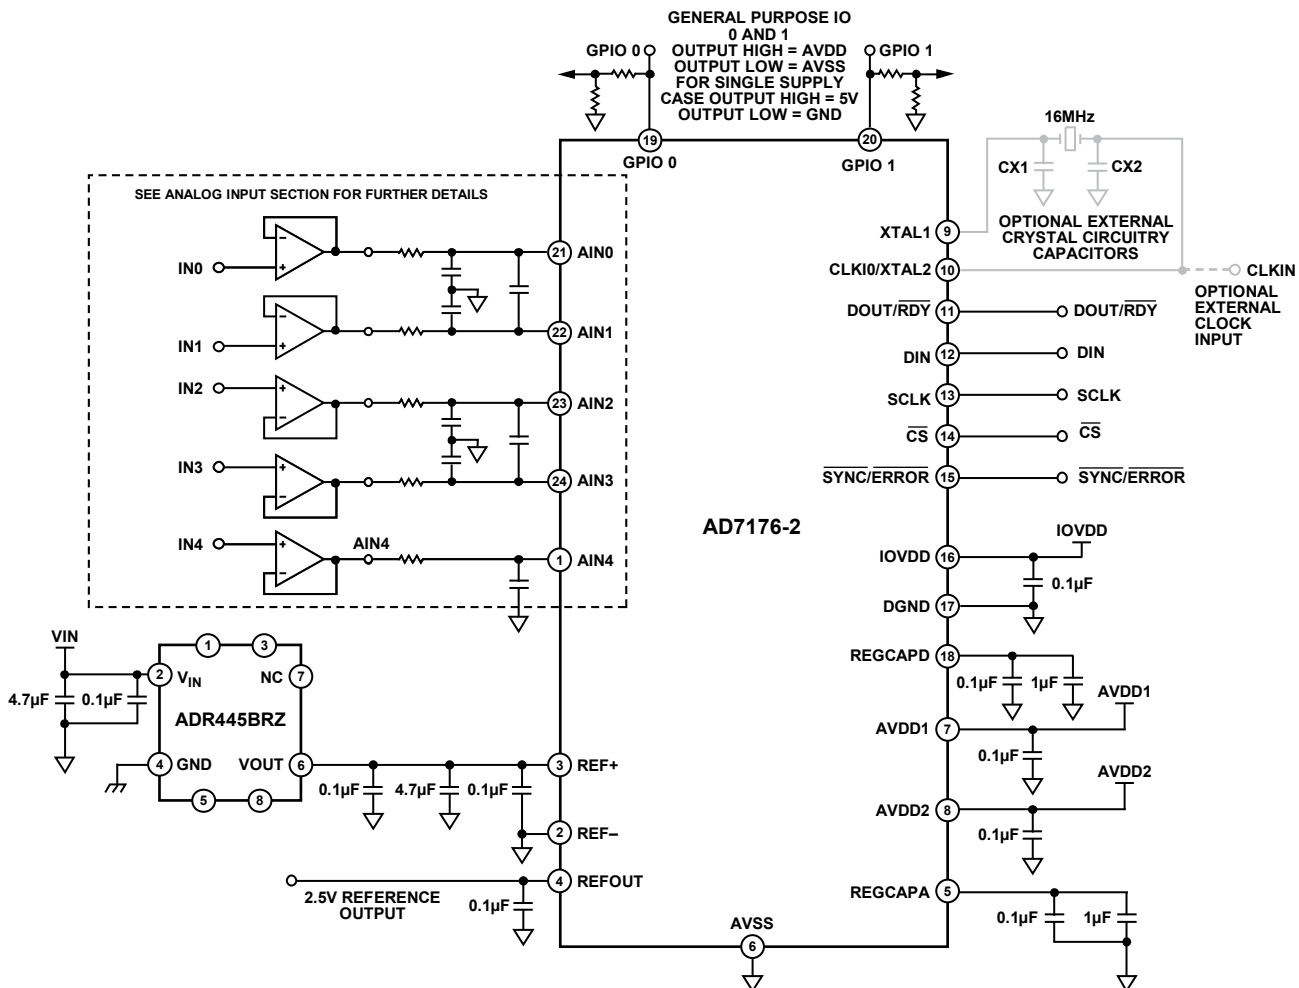 GENERAL PURPOSE IO
0 AND 1
OUTPUT HIGH = AVDD
OUTPUT LOW = AVSS
FOR SINGLE SUPPLY
CASE OUTPUT HIGH = 5V
OUTPUT LOW = GND
GPIO 0
GPIO 1
19
GPIO 0
20
GPIO 1
16MHz
CX1
CX2
OPTIONAL EXTERNAL
CRYSTAL CIRCUITRY
CAPACITORS
CLKIN
OPTIONAL
EXTERNAL
CLOCK
INPUT
SEE ANALOG INPUT SECTION FOR FURTHER DETAILS
IN0
–
+
21
AIN0
IN1
–
+
22
AIN1
IN2
+
–
23
AIN2
IN3
+
–
24
AIN3
IN4
+
–
AIN4
1
AIN4
AD7176-2
XTAL1
9
CLKI0/XTAL2
10
DOUT/RDY
11
DOUT/RDY
DIN
12
DIN
SCLK
13
SCLK
CS
14
CS
SYNC/ERROR
15
SYNC/ERROR
IOVDD
IOVDD
16
0.1µF
DGND
17
REGCAPD
18
0.1µF
1µF
AVDD1
AVDD1
7
0.1µF
AVDD2
AVDD2
8
0.1µF
REGCAPA
5
0.1µF
1µF
VIN
4.7µF
0.1µF
1
3
2
VIN
NC
7
ADR445BRZ
4
GND
VOUT
6
5
8
0.1µF
4.7µF
0.1µF
3
REF+
2
REF–
4
REFOUT
2.5V REFERENCE
OUTPUT
0.1µF
AVSS
6